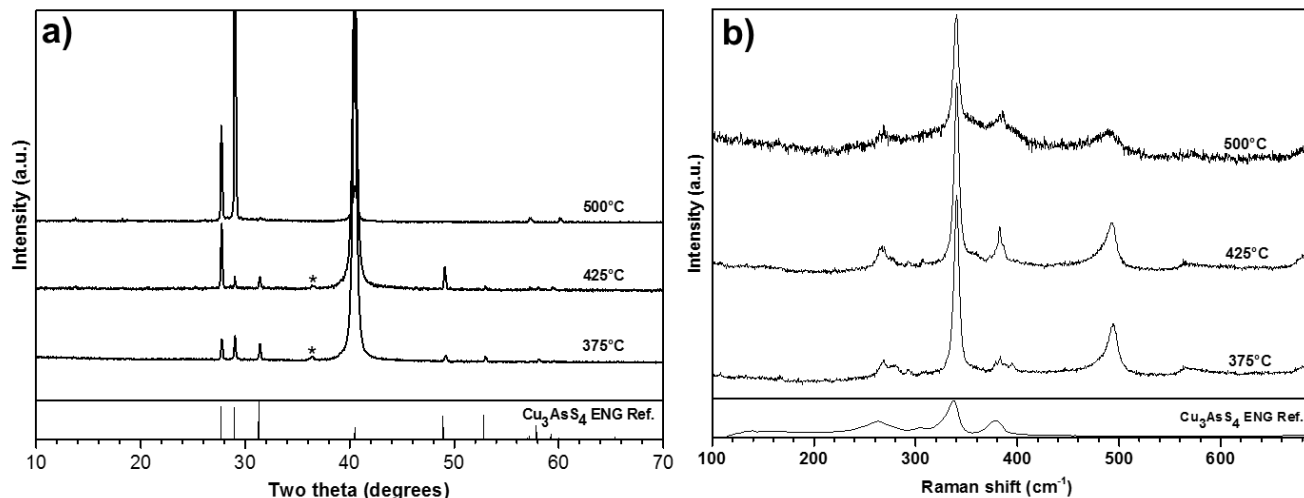 a)
Intensity (a.u.)
500°C
425°C
*
375°C
*
Cu₃AsS₄ ENG Ref.
10 20 30 40 50 60 70
Two theta (degrees)
b)
Intensity (a.u.)
500°C
425°C
375°C
Cu₃AsS₄ ENG Ref.
100 200 300 400 500 600
Raman shift (cm⁻¹)